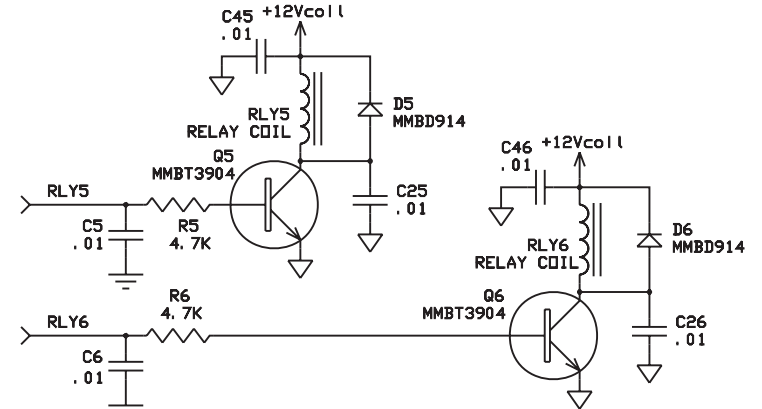 C45 +12Vcoil
.01
RLY5
RELAY COIL
D5
MMBD914
Q5
MMBT3904
RLY5
C5
.01
R5
4.7K
C25
.01
C46 +12Vcoil
.01
RLY6
RELAY COIL
D6
MMBD914
R6
4.7K
Q6
MMBT3904
RLY6
C6
.01
C26
.01